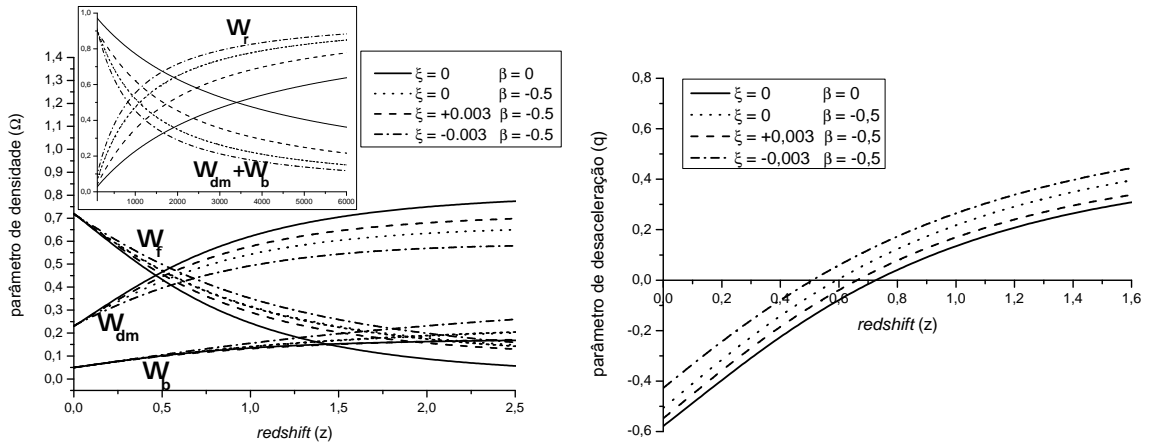 1,0
0,8
0,6
0,4
0,2
0,0
1000 2000 3000 4000 5000 6000
W_r
W_dm+W_b
ξ = 0 β = 0
ξ = 0 β = -0.5
ξ = +0.003 β = -0.5
ξ = -0.003 β = -0.5
parâmetro de densidade (Ω)
1,4
1,3
1,2
1,1
1,0
0,9
0,8
0,7
0,6
0,5
0,4
0,3
0,2
0,1
0,0
W_f
W_dm
W_b
0,0 0,5 1,0 1,5 2,0 2,5
redshift (z)
parâmetro de desaceleração (q)
0,8
0,6
0,4
0,2
0,0
-0,2
-0,4
-0,6
ξ = 0 β = 0
ξ = 0 β = -0,5
ξ = +0,003 β = -0,5
ξ = -0,003 β = -0,5
0,0 0,2 0,4 0,6 0,8 1,0 1,2 1,4 1,6
redshift (z)